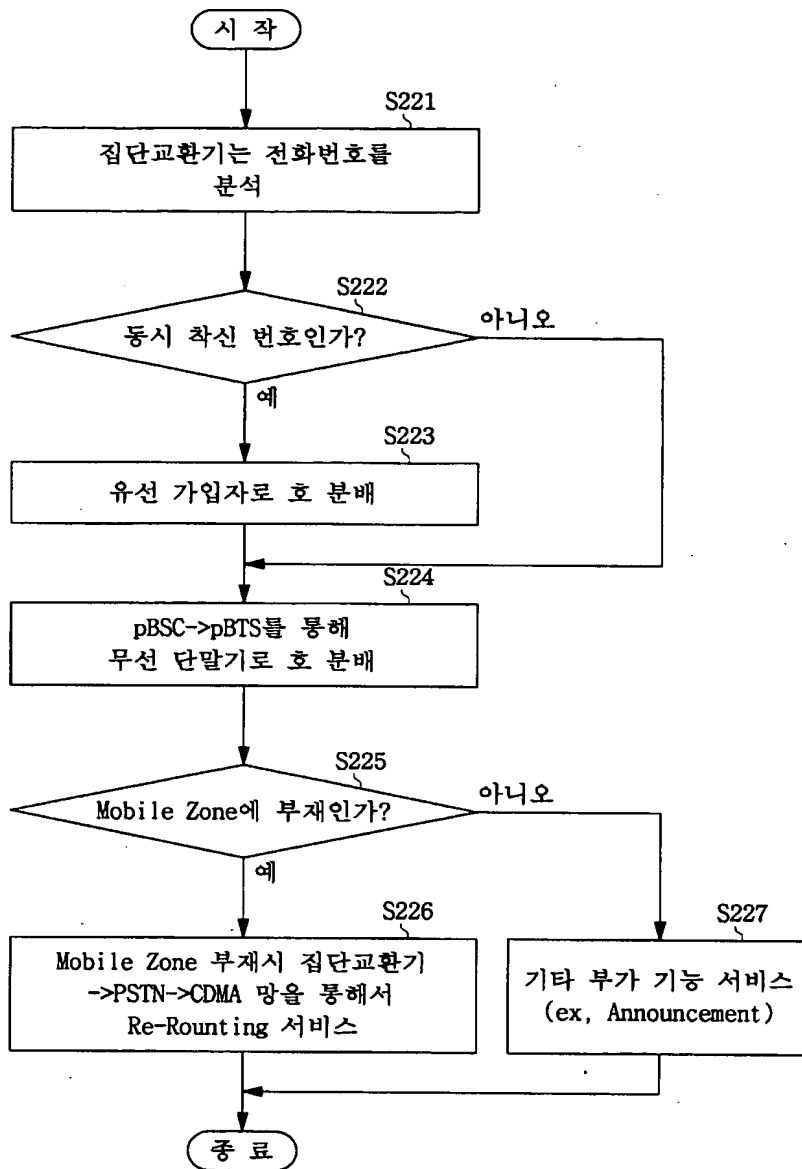 시 작
S221
집단교환기는 전화번호를
분석
S222
동시 착신 번호인가?
아니오
예
S223
유선 가입자로 호 분배
S224
pBSC->pBTS를 통해
무선 단말기로 호 분배
S225
Mobile Zone에 부재인가?
아니오
예
S226
Mobile Zone 부재시 집단교환기
->PSTN->CDMA 망을 통해서
Re-Rounting 서비스
S227
기타 부가 기능 서비스
(ex, Announcement)
종 료